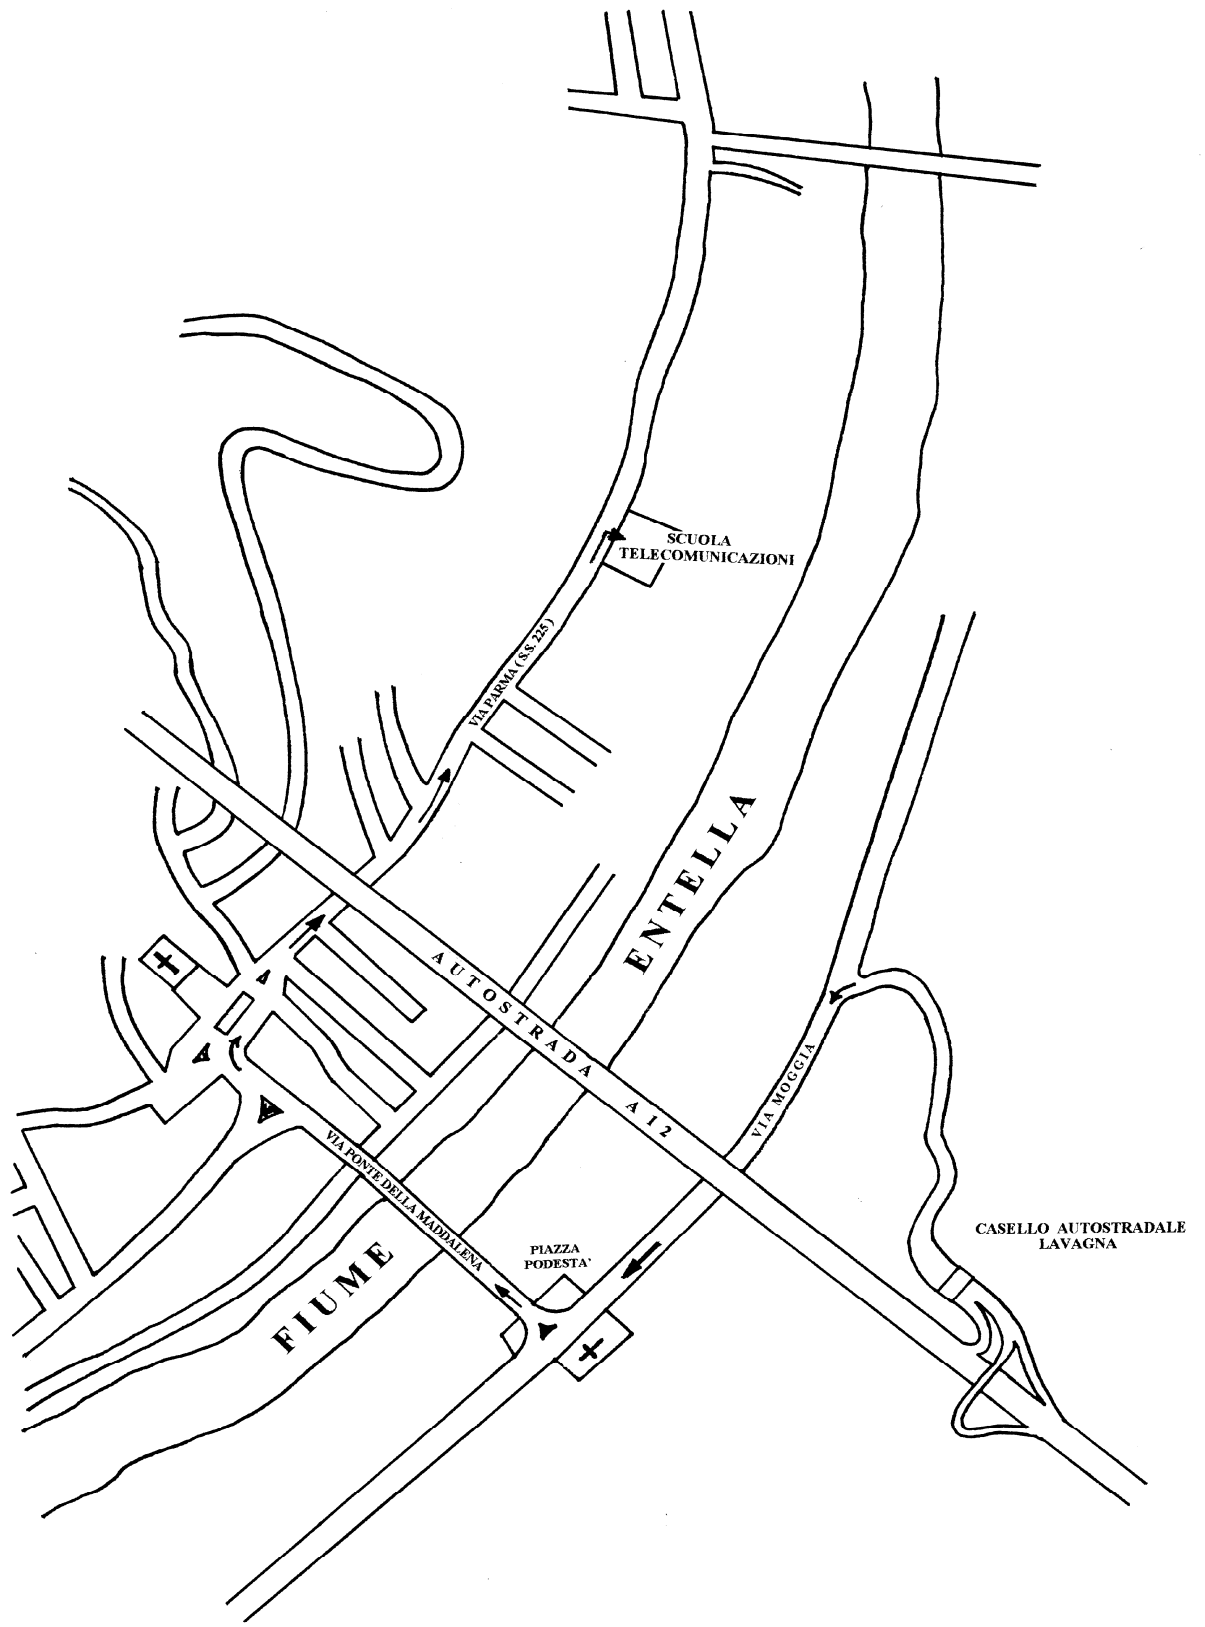 SCUOLA
TELECOMUNICAZIONI
VIA PARMA ( S.S. 225 )
ENTELLA
AUTOSTRADA A12
VIA MOGGIA
VIA PONTE DELLA MADDALENA
CASELLO AUTOSTRADALE
LAVAGNA
PIAZZA
PODESTA'
FIUME